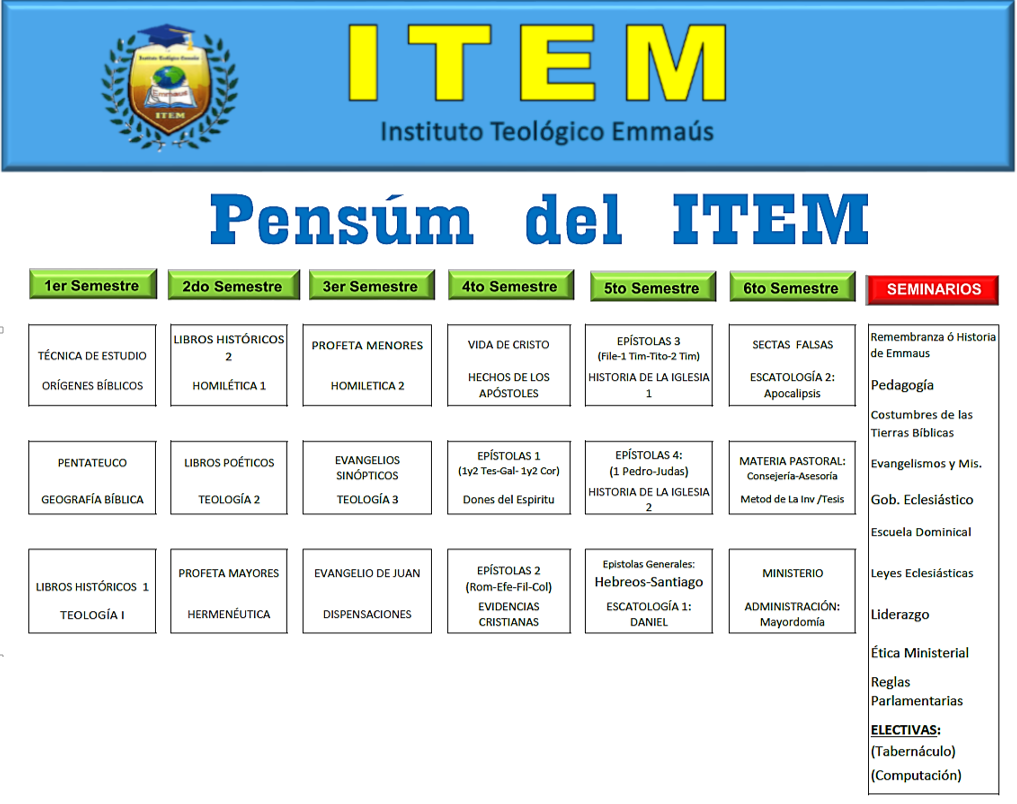 Instituto Teológico Emmaús
Emmaus
ITEM
ITEM
Instituto Teológico Emmaús
Pensúm del ITEM
1er Semestre
2do Semestre
3er Semestre
4to Semestre
5to Semestre
6to Semestre
SEMINARIOS
TÉCNICA DE ESTUDIO
ORÍGENES BÍBLICOS
LIBROS HISTÓRICOS
2
HOMILÉTICA 1
PROFETA MENORES
HOMILETICA 2
VIDA DE CRISTO
HECHOS DE LOS
APÓSTOLES
EPÍSTOLAS 3
(File-1 Tim-Tito-2 Tim)
HISTORIA DE LA IGLESIA
1
SECTAS FALSAS
ESCATOLOGÍA 2:
Apocalipsis
PENTATEUCO
GEOGRAFÍA BÍBLICA
LIBROS POÉTICOS
TEOLOGÍA 2
EVANGELIOS
SINÓPTICOS
TEOLOGÍA 3
EPÍSTOLAS 1
(1y2 Tes-Gal- 1y2 Cor)
Dones del Espiritu
EPÍSTOLAS 4:
(1 Pedro-Judas)
HISTORIA DE LA IGLESIA
2
MATERIA PASTORAL:
Consejería-Asesoría
Metod de La Inv /Tesis
LIBROS HISTÓRICOS 1
TEOLOGÍA I
PROFETA MAYORES
HERMENÉUTICA
EVANGELIO DE JUAN
DISPENSACIONES
EPÍSTOLAS 2
(Rom-Efe-Fil-Col)
EVIDENCIAS
CRISTIANAS
Epistolas Generales:
Hebreos-Santiago
ESCATOLOGÍA 1:
DANIEL
MINISTERIO
ADMINISTRACIÓN:
Mayordomía
Remembranza ó Historia
de Emmaus
Pedagogía
Costumbres de las
Tierras Bíblicas
Evangelismos y Mis.
Gob. Eclesiástico
Escuela Dominical
Leyes Eclesiásticas
Liderazgo
Ética Ministerial
Reglas
Parlamentarias
ELECTIVAS:
(Tabernáculo)
(Computación)